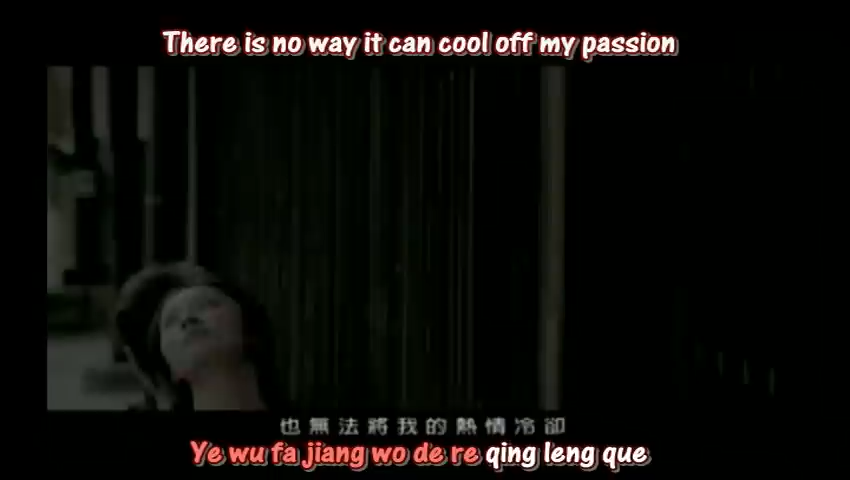 There is no way it can cool off my passion
也無法將我的熱情冷卻
Ye wu fa jiang wo de re qing leng que